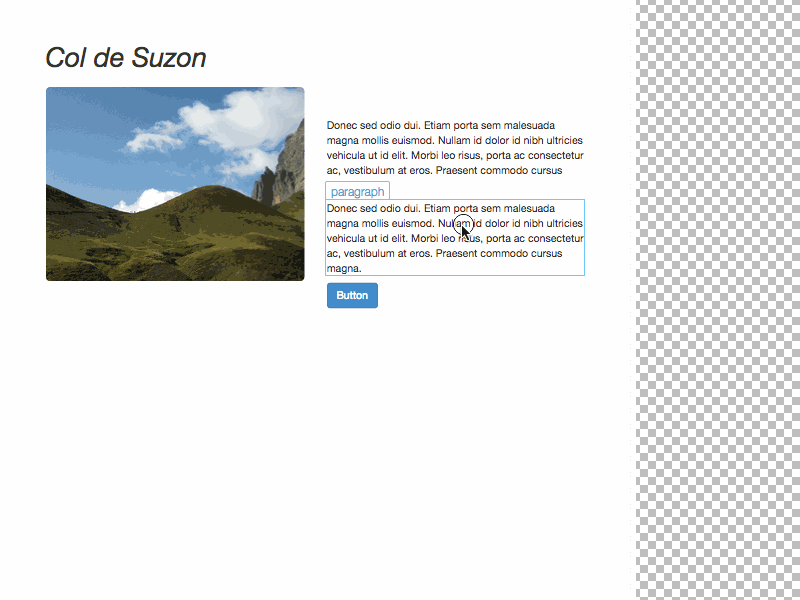 Col de Suzon
Donec sed odio dui. Etiam porta sem malesuada
magna mollis euismod. Nullam id dolor id nibh ultricies
vehicula ut id elit. Morbi leo risus, porta ac consectetur
ac, vestibulum at eros. Praesent commodo cursus
paragraph
Donec sed odio dui. Etiam porta sem malesuada
magna mollis euismod. Nullam id dolor id nibh ultricies
vehicula ut id elit. Morbi leo risus, porta ac consectetur
ac, vestibulum at eros. Praesent commodo cursus
magna.
Button